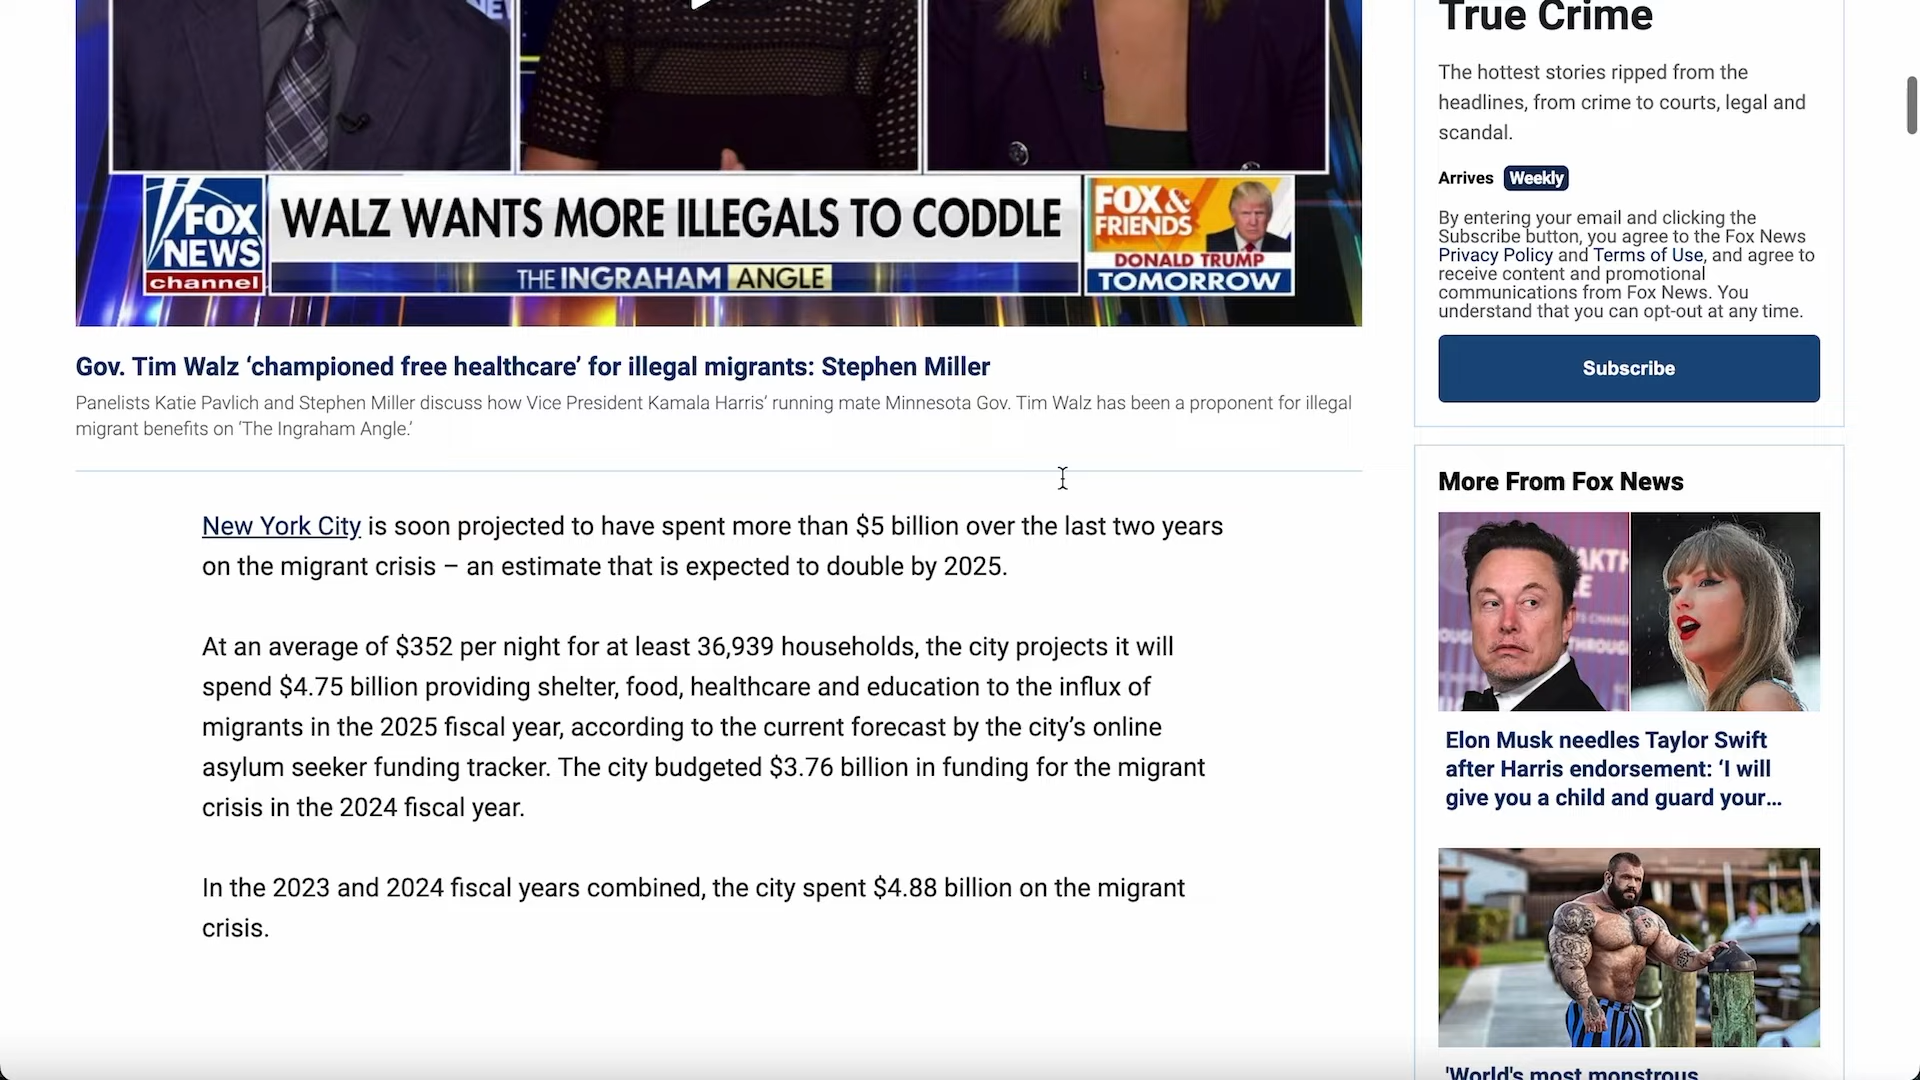 FOX
NEWS
channel
WALZ WANTS MORE ILLEGALS TO CODDLE
THE INGRAHAM ANGLE
FOX &
FRIENDS
DONALD TRUMP
TOMORROW
Gov. Tim Walz ‘championed free healthcare’ for illegal migrants: Stephen Miller
Panelists Katie Pavlich and Stephen Miller discuss how Vice President Kamala Harris’ running mate Minnesota Gov. Tim Walz has been a proponent for illegal
migrant benefits on ‘The Ingraham Angle.’
New York City is soon projected to have spent more than $5 billion over the last two years
on the migrant crisis – an estimate that is expected to double by 2025.
At an average of $352 per night for at least 36,939 households, the city projects it will
spend $4.75 billion providing shelter, food, healthcare and education to the influx of
migrants in the 2025 fiscal year, according to the current forecast by the city’s online
asylum seeker funding tracker. The city budgeted $3.76 billion in funding for the migrant
crisis in the 2024 fiscal year.
In the 2023 and 2024 fiscal years combined, the city spent $4.88 billion on the migrant
crisis.
True Crime
The hottest stories ripped from the
headlines, from crime to courts, legal and
scandal.
Arrives Weekly
By entering your email and clicking the
Subscribe button, you agree to the Fox News
Privacy Policy and Terms of Use, and agree to
receive content and promotional
communications from Fox News. You
understand that you can opt-out at any time.
Subscribe
More From Fox News
Elon Musk needles Taylor Swift
after Harris endorsement: ‘I will
give you a child and guard your...
'World's most monstrous